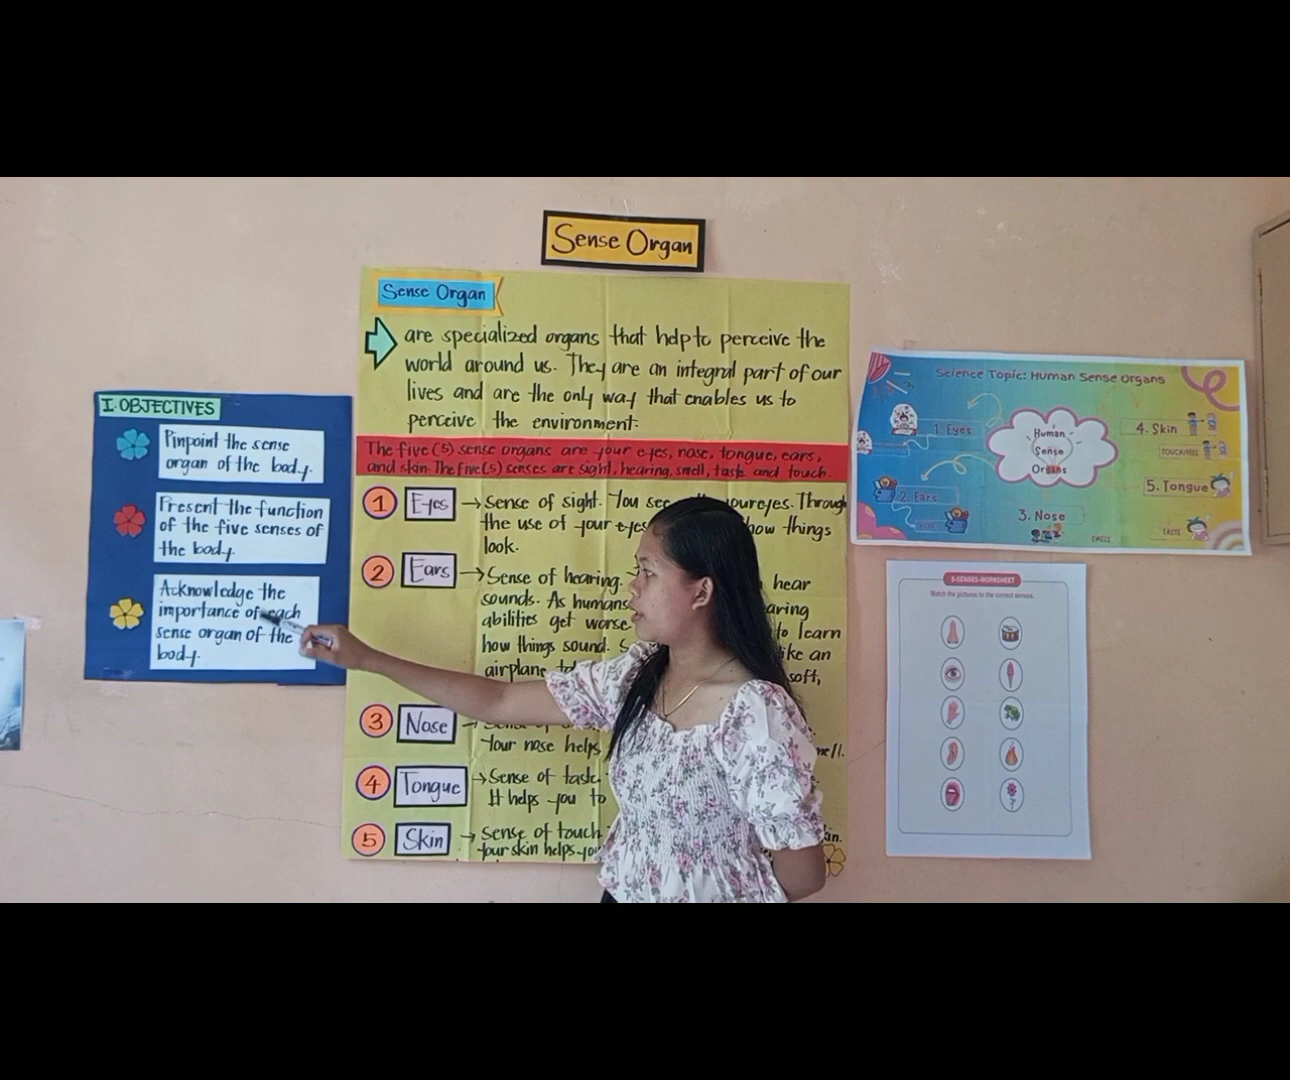 Sense Organ
I. OBJECTIVES
Pinpoint the sense
organ of the body.
Present the function
of the five senses of
the body.
Acknowledge the
importance of each
sense organ of the
body.
Sense Organ
are specialized organs that help to perceive the
world around us. They are an integral part of our
lives and are the only way that enables us to
perceive the environment.
The five (5) sense organs are your eyes, nose, tongue, ears,
and skin. The five (5) senses are sight, hearing, smell, taste and touch.
1 Eyes → Sense of sight. You see your eyes. Through
the use of your eyes how things
look.
2 Ears → Sense of hearing. hear
sounds. As humans
abilities get worse to learn
how things sound. like an
airplane soft,
3 Nose
Your nose helps
4 Tongue → Sense of taste.
It helps you to
5 Skin → Sense of touch
Your skin helps
Science Topic: Human Sense Organs
1 Eyes
2. Ears
Human
Sense
Organs
3. Nose
SMELL
4. Skin
TOUCH/FEEL
5. Tongue
TASTE
5-SENSES-WORKSHEET
Match the pictures to the correct senses.